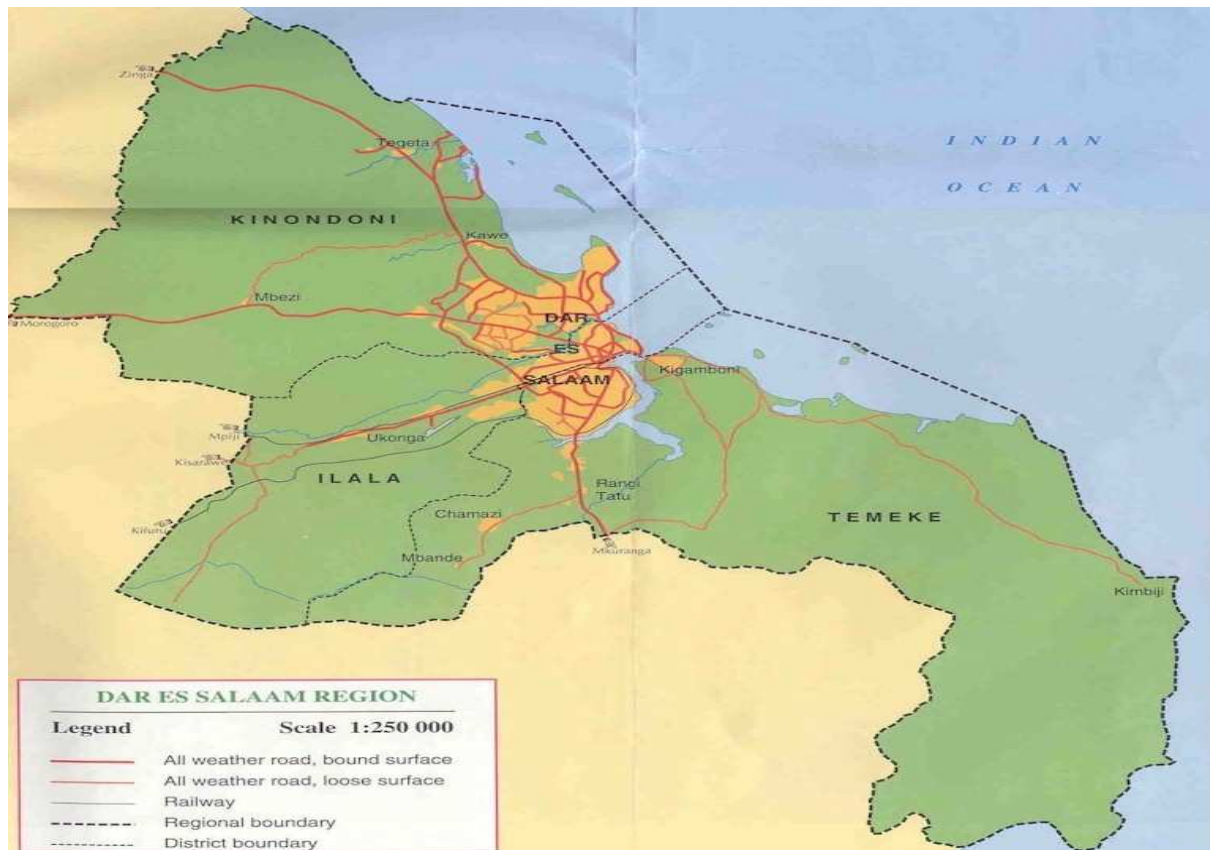 Zinga
Tegeta
INDIAN
OCEAN
KINONDONI
Kawe
Mbezi
Morogoro
DAR
ES
SALAAM
Kigamboni
Mpiji
Ukonga
Kisarawe
ILALA
Rangi
Tatu
Chamazi
TEMEKE
Mbande
Mkuranga
Kimbiji
DAR ES SALAAM REGION
Legend
Scale 1:250 000
All weather road, bound surface
All weather road, loose surface
Railway
Regional boundary
District boundary